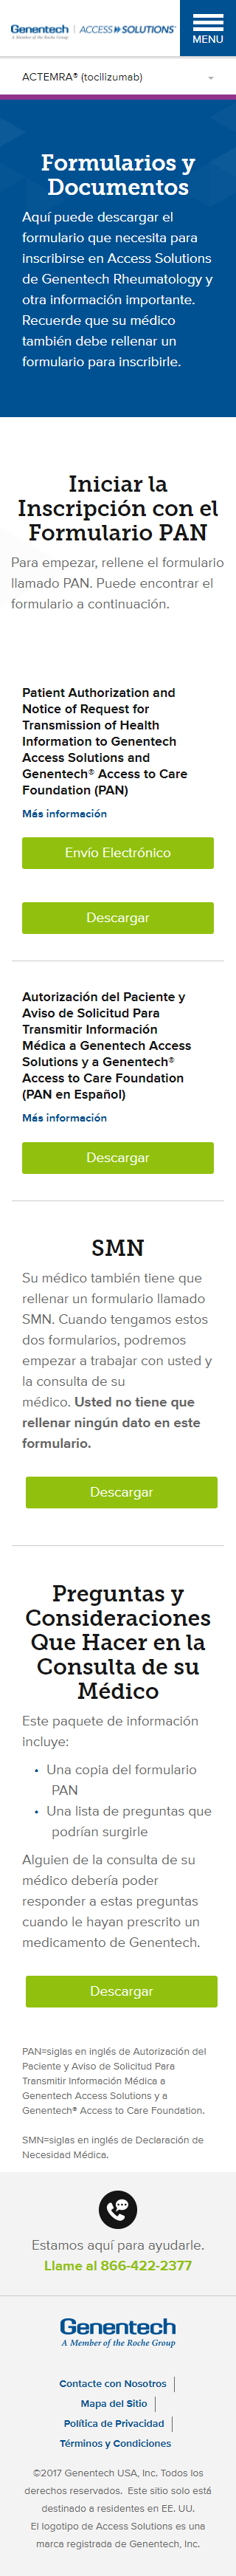 Genentech
A Member of the Roche Group
ACCESS SOLUTIONS®
MENU
ACTEMRA® (tocilizumab)
Formularios y
Documentos
Aquí puede descargar el
formulario que necesita para
inscribirse en Access Solutions
de Genentech Rheumatology y
otra información importante.
Recuerde que su médico
también debe rellenar un
formulario para inscribirle.
Iniciar la
Inscripción con el
Formulario PAN
Para empezar, rellene el formulario
llamado PAN. Puede encontrar el
formulario a continuación.
Patient Authorization and
Notice of Request for
Transmission of Health
Information to Genentech
Access Solutions and
Genentech® Access to Care
Foundation (PAN)
Más información
Envío Electrónico
Descargar
Autorización del Paciente y
Aviso de Solicitud Para
Transmitir Información
Médica a Genentech Access
Solutions y a Genentech®
Access to Care Foundation
(PAN en Español)
Más información
Descargar
SMN
Su médico también tiene que
rellenar un formulario llamado
SMN. Cuando tengamos estos
dos formularios, podremos
empezar a trabajar con usted y
la consulta de su
médico. Usted no tiene que
rellenar ningún dato en este
formulario.
Descargar
Preguntas y
Consideraciones
Que Hacer en la
Consulta de su
Médico
Este paquete de información
incluye:
• Una copia del formulario
PAN
• Una lista de preguntas que
podrían surgirle
Alguien de la consulta de su
médico debería poder
responder a estas preguntas
cuando le hayan prescrito un
medicamento de Genentech.
Descargar
PAN=siglas en inglés de Autorización del
Paciente y Aviso de Solicitud Para
Transmitir Información Médica a
Genentech Access Solutions y a
Genentech® Access to Care Foundation.
SMN=siglas en inglés de Declaración de
Necesidad Médica.
Estamos aquí para ayudarle.
Llame al 866-422-2377
Genentech
A Member of the Roche Group
Contacte con Nosotros
Mapa del Sitio
Política de Privacidad
Términos y Condiciones
©2017 Genentech USA, Inc. Todos los
derechos reservados. Este sitio solo está
destinado a residentes en EE. UU.
El logotipo de Access Solutions es una
marca registrada de Genentech, Inc.